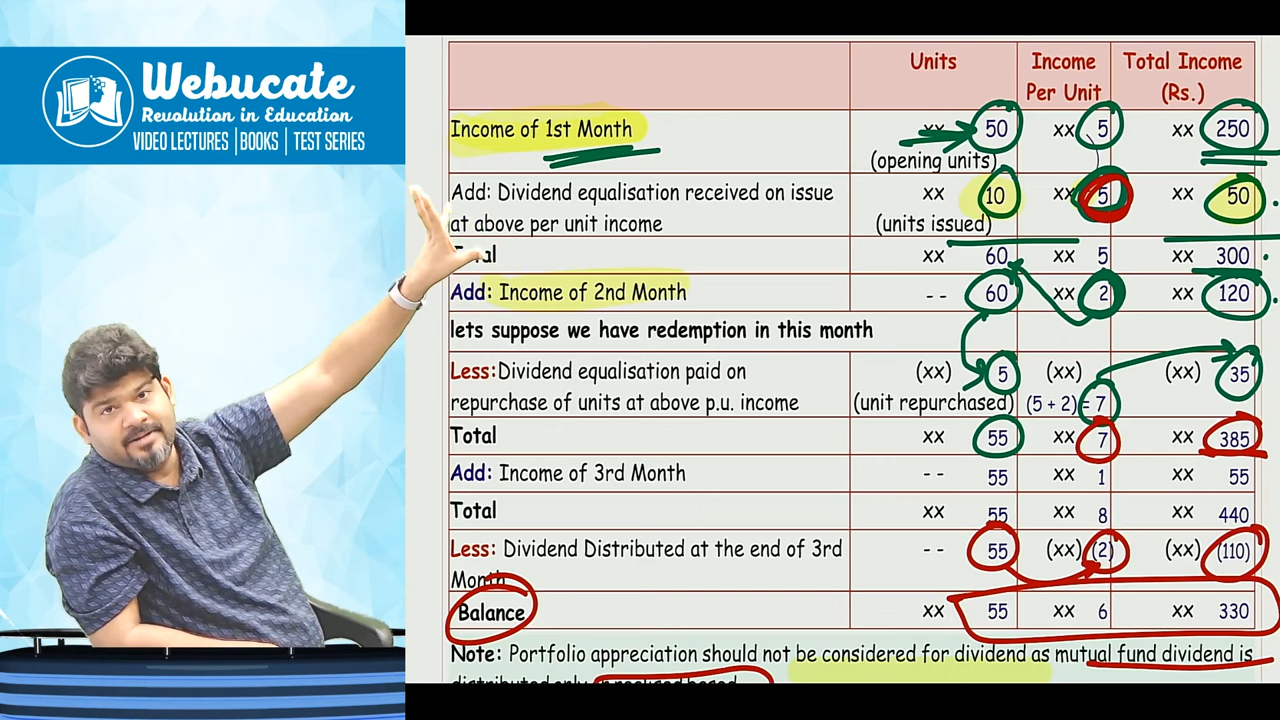 Webucate
Revolution in Education
VIDEO LECTURES | BOOKS | TEST SERIES
Units Income Per Unit Total Income (Rs.)
Income of 1st Month xx 50 (opening units) xx 5 xx 250
Add: Dividend equalisation received on issue at above per unit income xx 10 (units issued) xx 5 xx 50
xx 60 xx 5 xx 300
Add: Income of 2nd Month -- 60 xx 2 xx 120
lets suppose we have redemption in this month
Less:Dividend equalisation paid on repurchase of units at above p.u. income (xx) 5 (unit repurchased) (xx) (5 + 2) = 7 (xx) 35
Total xx 55 xx 7 xx 385
Add: Income of 3rd Month -- 55 xx 1 xx 55
Total xx 55 xx 8 xx 440
Less: Dividend Distributed at the end of 3rd Month -- 55 (xx) (2) (xx) (110)
Balance xx 55 xx 6 xx 330
Note: Portfolio appreciation should not be considered for dividend as mutual fund dividend is
distributed only